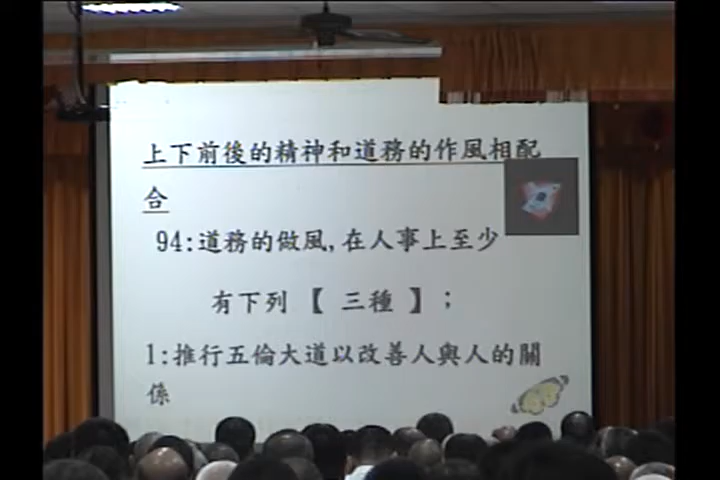 上下前後的精神和道務的作風相配
合
94:道務的做風,在人事上至少
有下列【 三種 】;
1:推行五倫大道以改善人與人的關
係